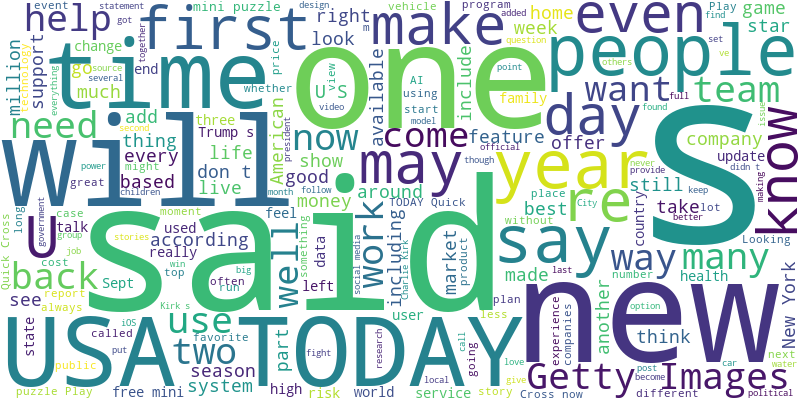 event
help
first
mini puzzle
right
look
make
vehicle
program
even
home
week
Play
game
star
design
added
find
statement
together
got
m
million
technology
everything
support
change
go
source
several
much
end
price
whether
view
U S
video
AI
using
start
model
available
include
question
point
family
others
set
ve
time
one
people
want
team
need
add
three
thing
second
Trump s
every
might
life
don t
based
power
great
live
children
month
American
president
now
show
good
follow
money
around
come
may
official
though
feature
offer
day
year
company
never
provide
issue
found
full
update
didn t
keep
making
better
know
will
said
S
new
U
re
still
take
lot
TODAY Quick
place
City
best
without
country
Looking
long
government
case
talk
group
job
cost
moment
used
according
really
feel
something
data
left
social media
Charlie Kirk
including
work
well
market
product
say
way
many
made
number
health
another
last
Quick Cross
back
stories
win
top
often
run
big
Sept
Kirk s
user
plan
less
experience
companies
option
think
New York
see
report
always
state
called
iOS
put
public
use
two
favorite
season
system
part
fight
high
risk
research
local
world
service
call
going
story
love
give
post
become
car
next
water
political
different
USA TODAY
Getty Images
puzzle Play
free mini
Cross now